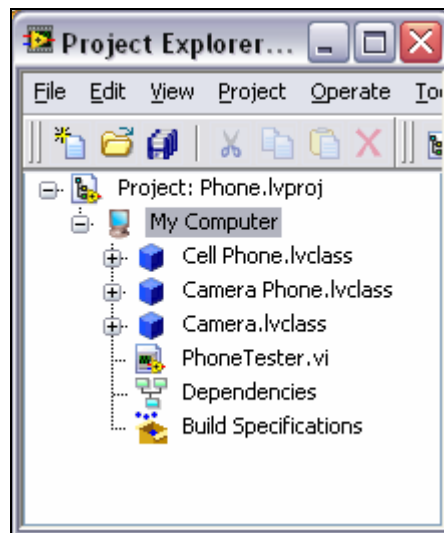 Project Explorer...
File Edit View Project Operate To
Project: Phone.lvproj
My Computer
Cell Phone.lvclass
Camera Phone.lvclass
Camera.lvclass
PhoneTester.vi
Dependencies
Build Specifications